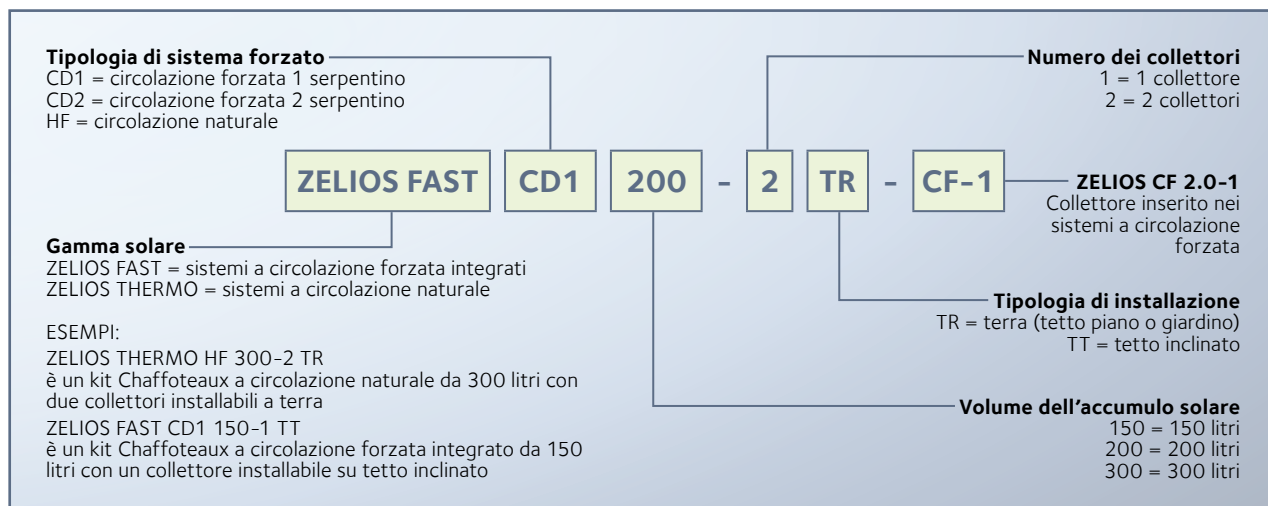 Tipologia di sistema forzato
CD1 = circolazione forzata 1 serpentino
CD2 = circolazione forzata 2 serpentino
HF = circolazione naturale
Numero dei collettori
1 = 1 collettore
2 = 2 collettori
ZELIOS FAST CD1 200 - 2 TR - CF-1
ZELIOS CF 2.0-1
Collettore inserito nei
sistemi a circolazione
forzata
Gamma solare
ZELIOS FAST = sistemi a circolazione forzata integrati
ZELIOS THERMO = sistemi a circolazione naturale
ESEMPI:
ZELIOS THERMO HF 300-2 TR
è un kit Chaffoteaux a circolazione naturale da 300 litri con
due collettori installabili a terra
ZELIOS FAST CD1 150-1 TT
è un kit Chaffoteaux a circolazione forzata integrato da 150
litri con un collettore installabile su tetto inclinato
Tipologia di installazione
TR = terra (tetto piano o giardino)
TT = tetto inclinato
Volume dell'accumulo solare
150 = 150 litri
200 = 200 litri
300 = 300 litri